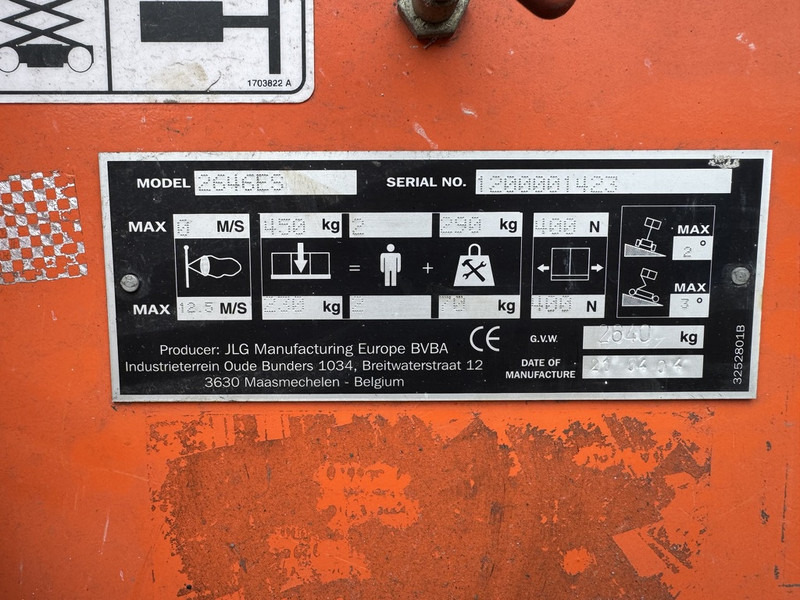 1703822 A
MODEL 2646ES SERIAL NO. 1200001423
MAX 0 M/S 450 kg 2 290 kg 400 N
MAX 2°
MAX 3°
MAX 12.5 M/S 230 kg 2 70 kg 400 N
Producer: JLG Manufacturing Europe BVBA
Industrieterrein Oude Bunders 1034, Breitwaterstraat 12
3630 Maasmechelen - Belgium
CE
G.V.W. 2640 kg
DATE OF
MANUFACTURE
3252801B